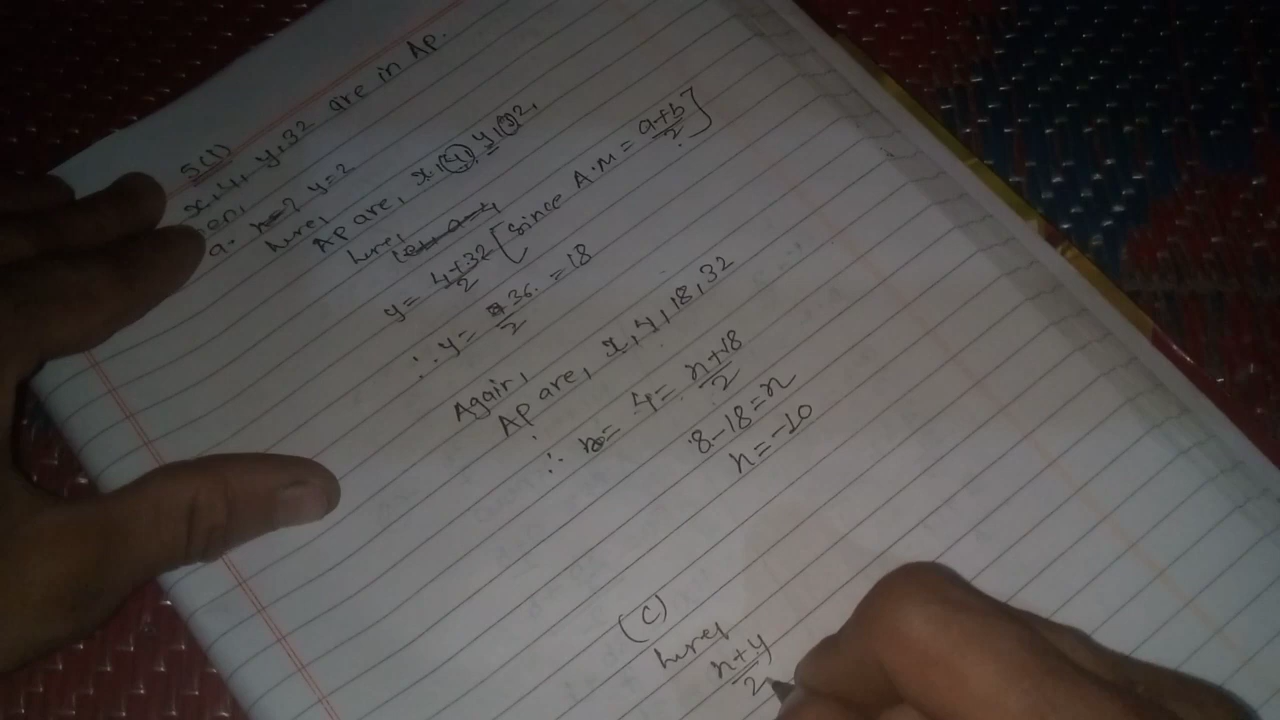 5(1)
x, 4, y, 32 are in AP.
a. x=? y=?
here,
AP are, x, 4, y, 32,
here,
y = 4+32/2 [since A.M = a+b/2]
∴ y = 36/2 = 18
Again,
AP are, x, 4, 18, 32
∴ 4 = x+18/2
8-18=x
x=-10
(c)
here,
x+y/2